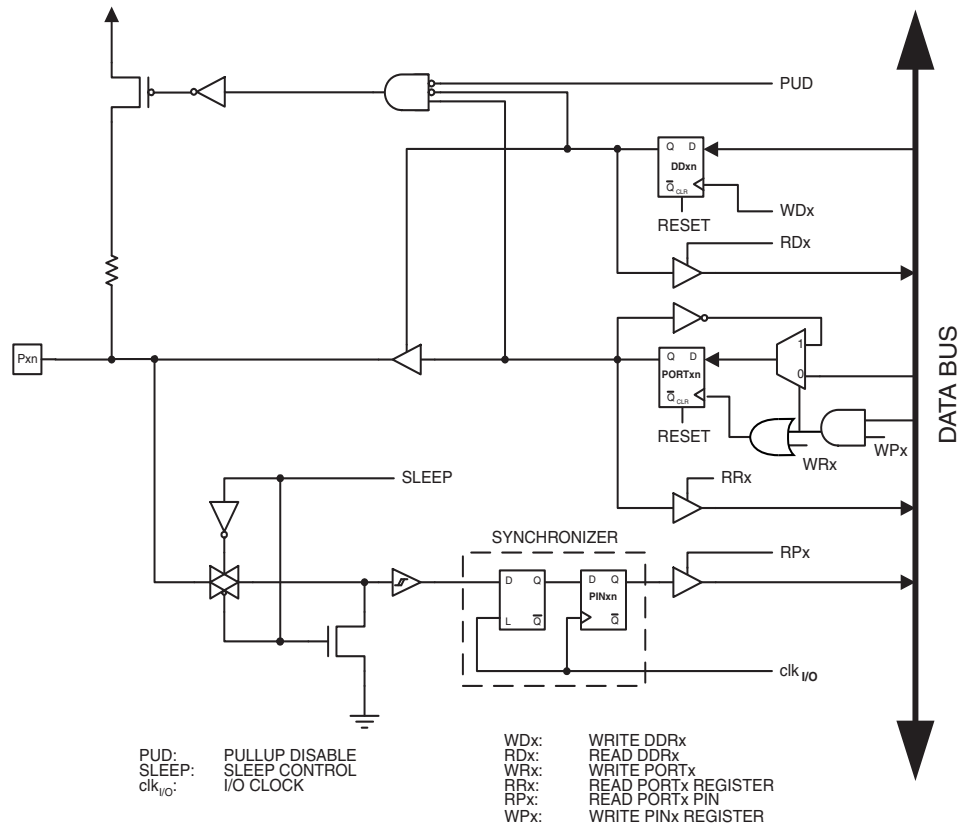 PUD
Q D
DDxn
Q CLR
WDx
RESET
RDx
Pxn
Q D
PORTxn
Q CLR
1
0
RESET
WRx
WPx
DATA BUS
SLEEP
RRx
SYNCHRONIZER
RPx
D Q
L Q
D Q
PINxn
Q
clk I/O
PUD: PULLUP DISABLE
SLEEP: SLEEP CONTROL
clkI/O: I/O CLOCK
WDx: WRITE DDRx
RDx: READ DDRx
WRx: WRITE PORTx
RRx: READ PORTx REGISTER
RPx: READ PORTx PIN
WPx: WRITE PINx REGISTER